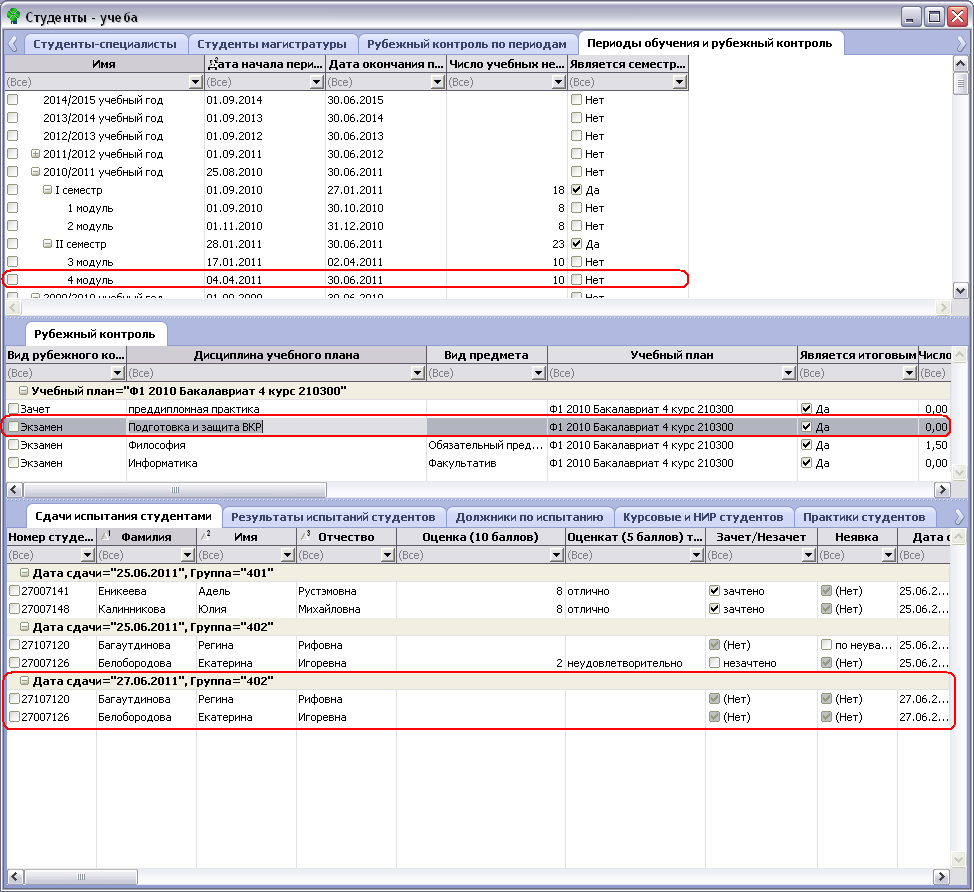 Студенты - учеба
Студенты-специалисты Студенты магистратуры Рубежный контроль по периодам Периоды обучения и рубежный контроль
Имя Дата начала пери... Дата окончания п... Число учебных не... Является семестр...
(Все) (Все) (Все) (Все) (Все)
2014/2015 учебный год 01.09.2014 30.06.2015 Нет
2013/2014 учебный год 01.09.2013 30.06.2014 Нет
2012/2013 учебный год 01.09.2012 30.06.2013 Нет
2011/2012 учебный год 01.09.2011 30.06.2012 Нет
2010/2011 учебный год 25.08.2010 30.06.2011 Нет
I семестр 01.09.2010 27.01.2011 18 Да
1 модуль 01.09.2010 30.10.2010 8 Нет
2 модуль 01.11.2010 31.12.2010 8 Нет
II семестр 28.01.2011 30.06.2011 23 Да
3 модуль 17.01.2011 02.04.2011 10 Нет
4 модуль 04.04.2011 30.06.2011 10 Нет
2009/2010 учебный год 01.09.2009 30.06.2010 Нет
Рубежный контроль
Вид рубежного ко... Дисциплина учебного плана Вид предмета Учебный план Является итоговым Число
(Все) (Все) (Все) (Все) (Все) (Все)
Учебный план="Ф1 2010 Бакалавриат 4 курс 210300"
Зачет преддипломная практика Ф1 2010 Бакалавриат 4 курс 210300 Да 0,00
Экзамен Подготовка и защита ВКР Ф1 2010 Бакалавриат 4 курс 210300 Да 0,00
Экзамен Философия Обязательный пред... Ф1 2010 Бакалавриат 4 курс 210300 Да 1,50
Экзамен Информатика Факультатив Ф1 2010 Бакалавриат 4 курс 210300 Да 0,00
Сдачи испытания студентами Результаты испытаний студентов Должники по испытанию Курсовые и НИР студентов Практики студентов
Номер студе... 1 Фамилия 2 Имя 3 Отчество Оценка (10 баллов) Оценкат (5 баллов) т... Зачет/Незачет Неявка Дата с
(Все) (Все) (Все) (Все) (Все) (Все) (Все) (Все) (Все)
Дата сдачи="25.06.2011", Группа="401"
27007141 Еникеева Адель Рустэмовна 8 отлично зачтено (Нет) 25.06.2...
27007148 Калинникова Юлия Михайловна 8 отлично зачтено (Нет) 25.06.2...
Дата сдачи="25.06.2011", Группа="402"
27107120 Багаутдинова Регина Рифовна (Нет) по неува... 25.06.2...
27007126 Белобородова Екатерина Игоревна 2 неудовлетворительно незачтено (Нет) 25.06.2...
Дата сдачи="27.06.2011", Группа="402"
27107120 Багаутдинова Регина Рифовна (Нет) (Нет) 27.06.2...
27007126 Белобородова Екатерина Игоревна (Нет) (Нет) 27.06.2...